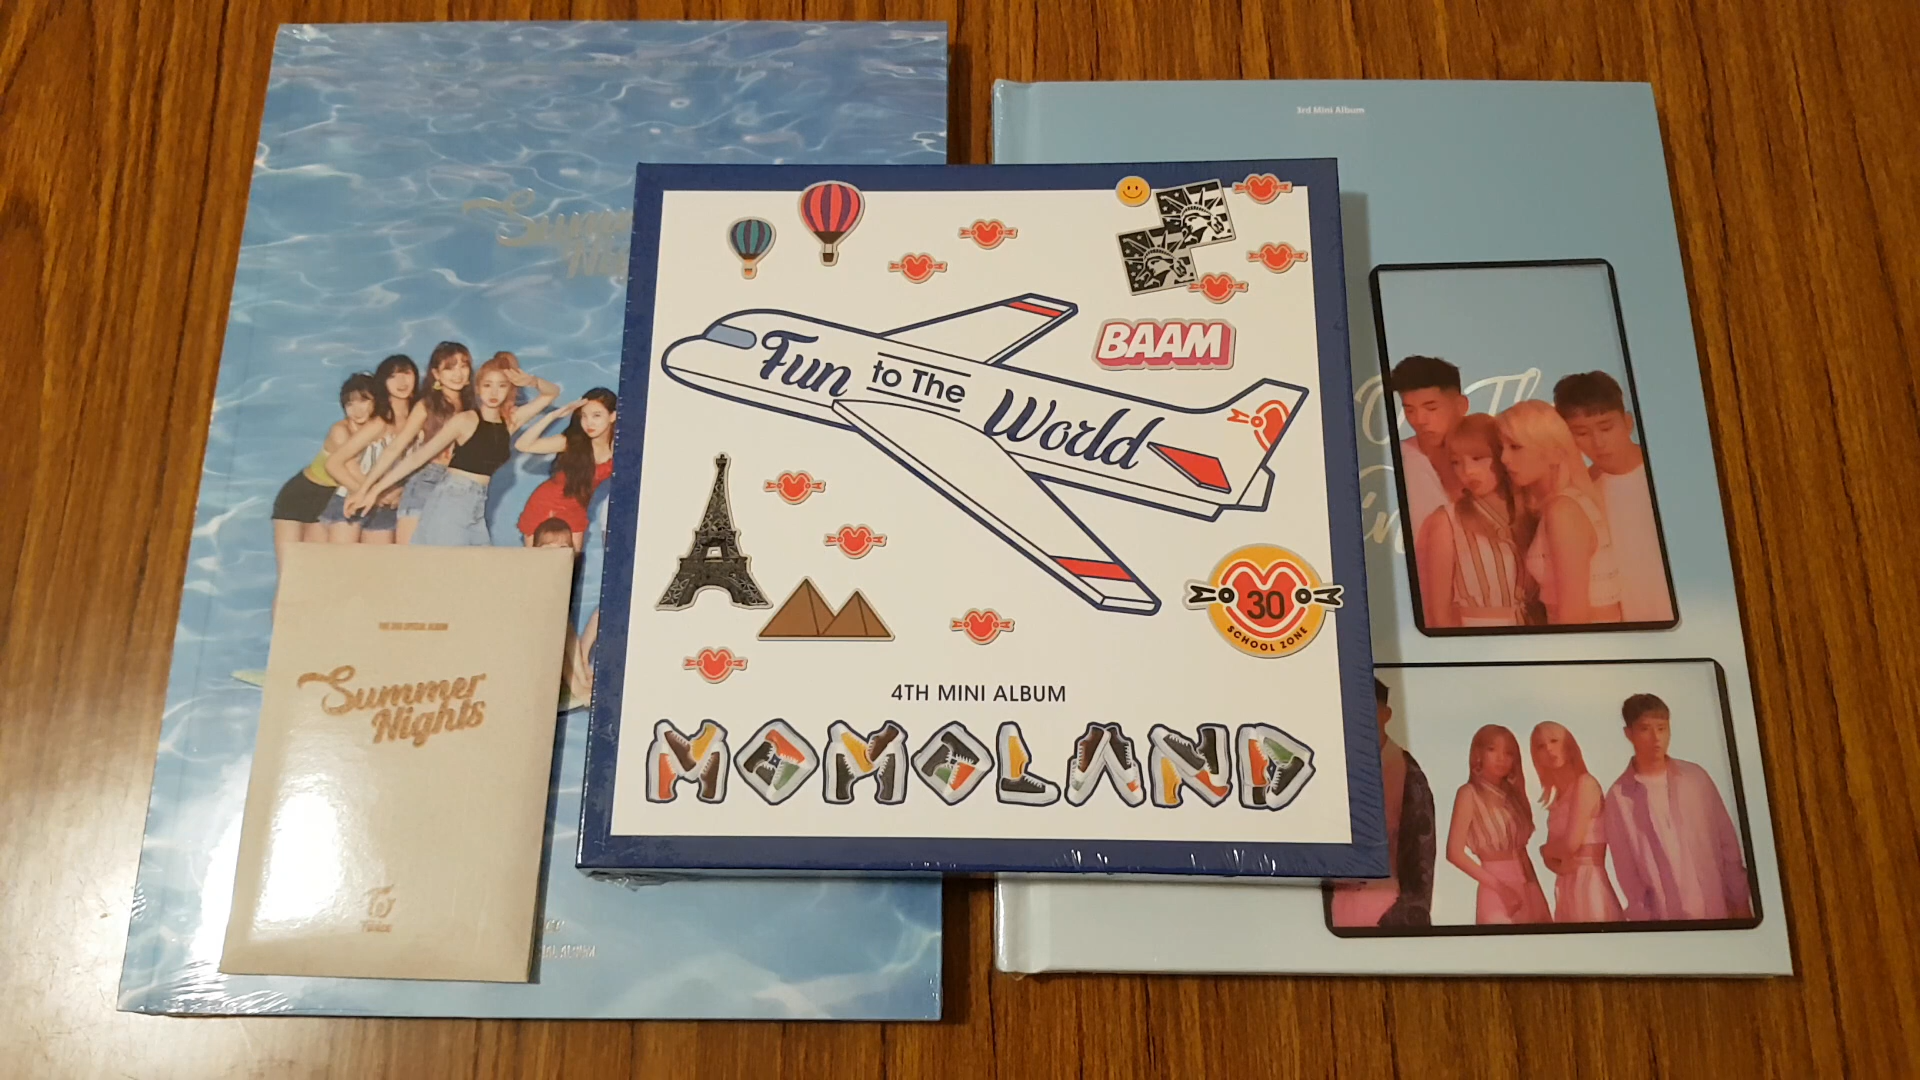 Summer
Nig
THE 2ND SPECIAL ALBUM
Summer
Nights
TWICE
Fun to The World
BAAM
30
SCHOOL ZONE
4TH MINI ALBUM
MOMOLAND
3rd Mini Album